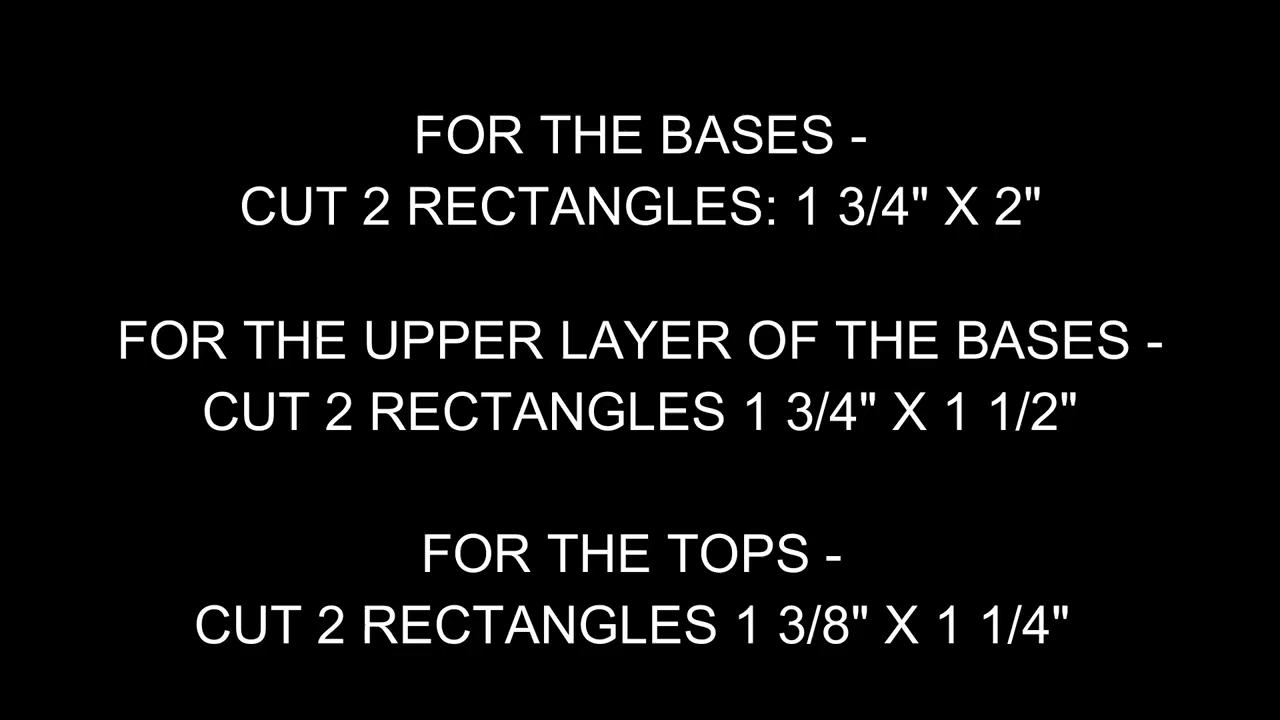 FOR THE BASES -
CUT 2 RECTANGLES: 1 3/4" X 2"
FOR THE UPPER LAYER OF THE BASES -
CUT 2 RECTANGLES 1 3/4" X 1 1/2"
FOR THE TOPS -
CUT 2 RECTANGLES 1 3/8" X 1 1/4"